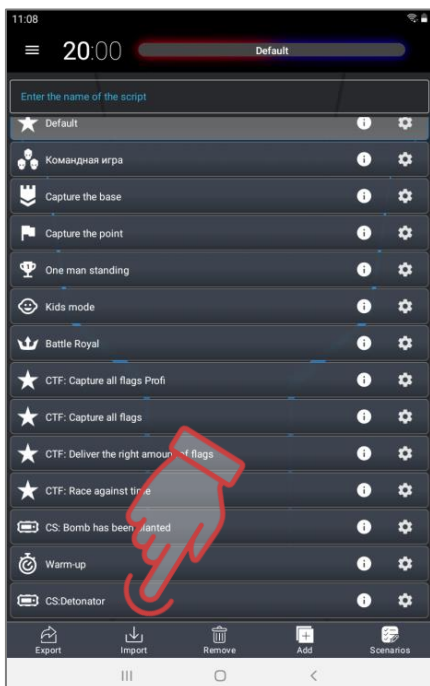 11:08
20:00 Default
Enter the name of the script
Default
Командная игра
Capture the base
Capture the point
One man standing
Kids mode
Battle Royal
CTF: Capture all flags Profi
CTF: Capture all flags
CTF: Deliver the right amount of flags
CTF: Race against time
CS: Bomb has been planted
Warm-up
CS:Detonator
Export Import Remove Add Scenarios